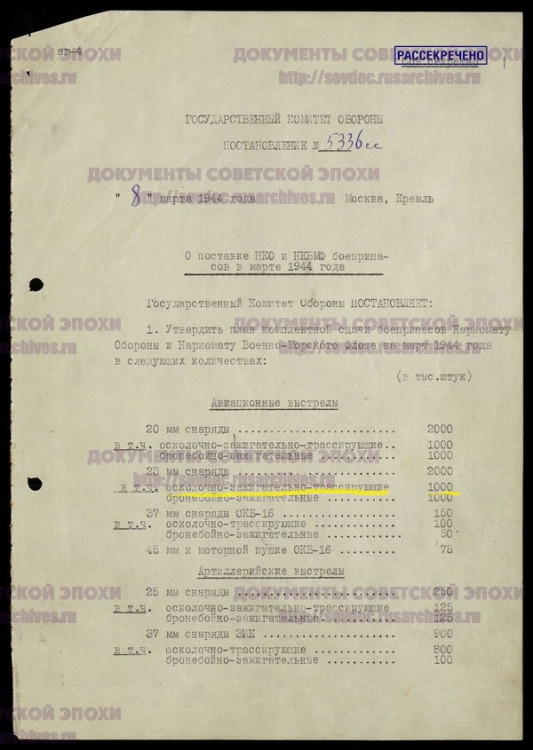 вт-4
РАССЕКРЕЧЕНО
ДОКУМЕНТЫ СОВЕТСКОЙ ЭПОХИ
http://sovdoc.rusarchives.ru
ГОСУДАРСТВЕННЫЙ КОМИТЕТ ОБОРОНЫ
ПОСТАНОВЛЕНИЕ № 5336сс
" 8 " марта 1944 года Москва, Кремль
О поставке НКО и НКВМФ боеприпа-
сов в марте 1944 года
Государственный Комитет Обороны ПОСТАНОВЛЯЕТ:
1. Утвердить план комплектной сдачи боеприпасов Наркомату
Обороны и Наркомату Военно-Морского Флота на март 1944 года
в следующих количествах:
(в тыс.штук)
Авиационные выстрелы
20 мм снаряды .......................... 2000
в т.ч. осколочно-зажигательно-трассирующие.. 1000
бронебойно-зажигательные ............. 1000
23 мм снаряды .......................... 2000
в т.ч. осколочно-зажигательно-трассирующие 1000
бронебойно-зажигательные ............. 1000
37 мм снаряды ОКБ-16 ................... 150
в т.ч. осколочно-трассирующие ............... 100
бронебойно-зажигательные ............. 50
45 мм к моторной пушке ОКБ-16 .......... 75
Артиллерийские выстрелы
25 мм снаряды .......................... 250
в т.ч. осколочно-зажигательно-трассирующие 125
бронебойно-зажигательные.............. 125
37 мм снаряды ЗИК ...................... 900
в т.ч. осколочно-трассирующие ............... 800
бронебойно-зажигательные ............. 100